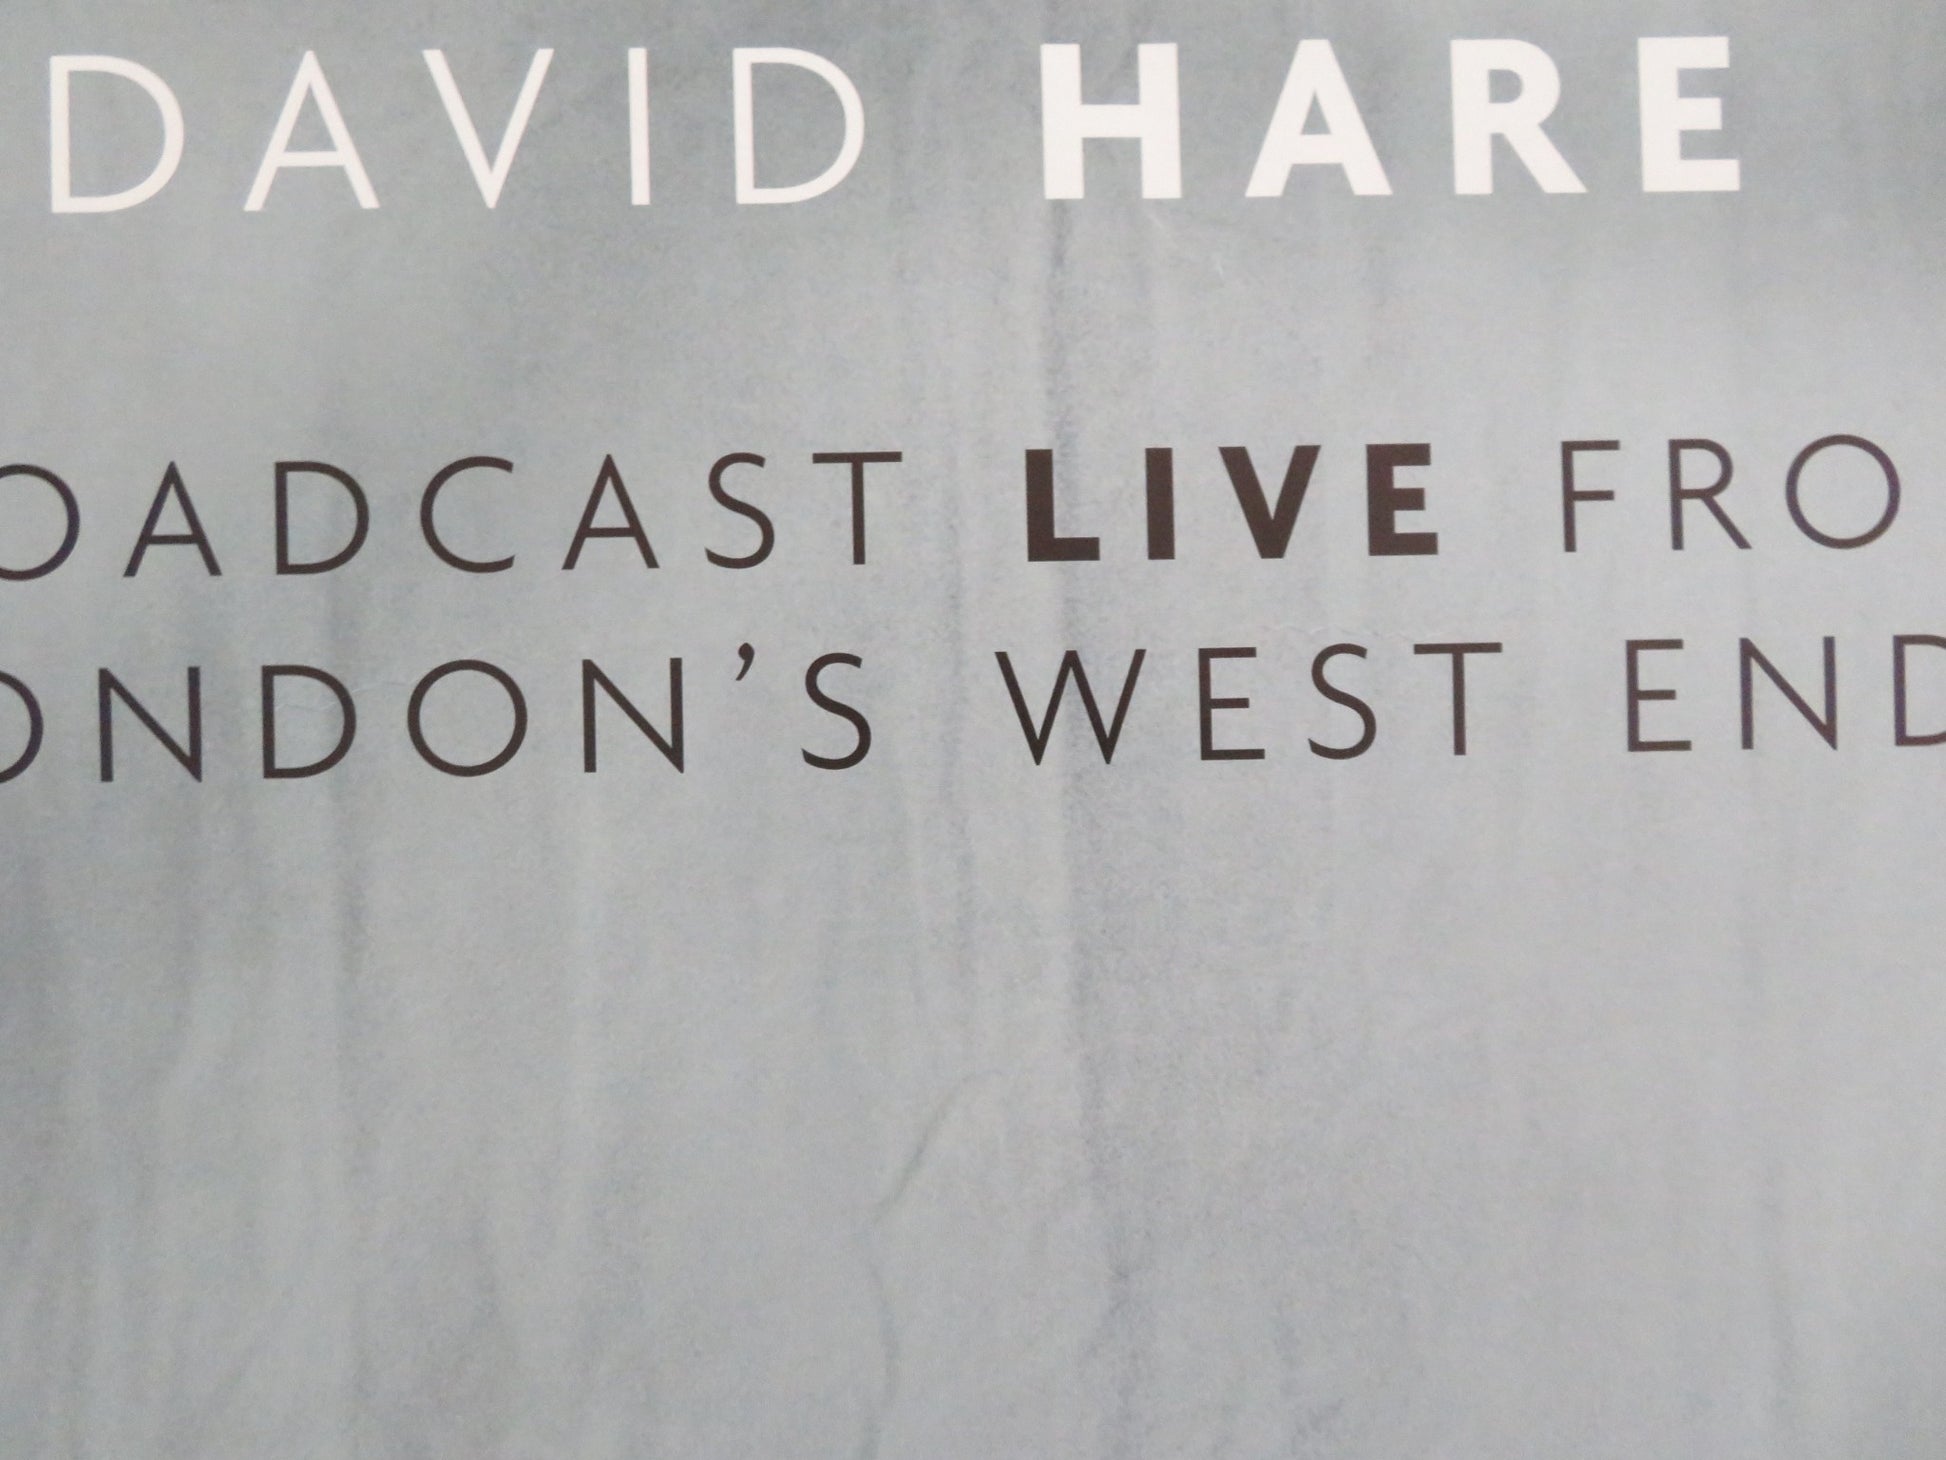 DAVID HARE
OADCAST LIVE FRO
ONDON'S WEST END